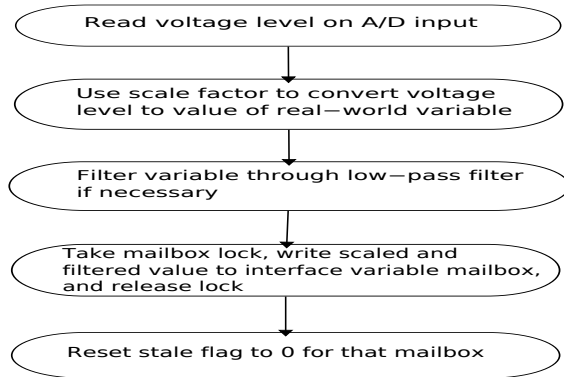 Read voltage level on A/D input
Use scale factor to convert voltage
level to value of real−world variable
Filter variable through low−pass filter
if necessary
Take mailbox lock, write scaled and
filtered value to interface variable mailbox,
and release lock
Reset stale flag to 0 for that mailbox